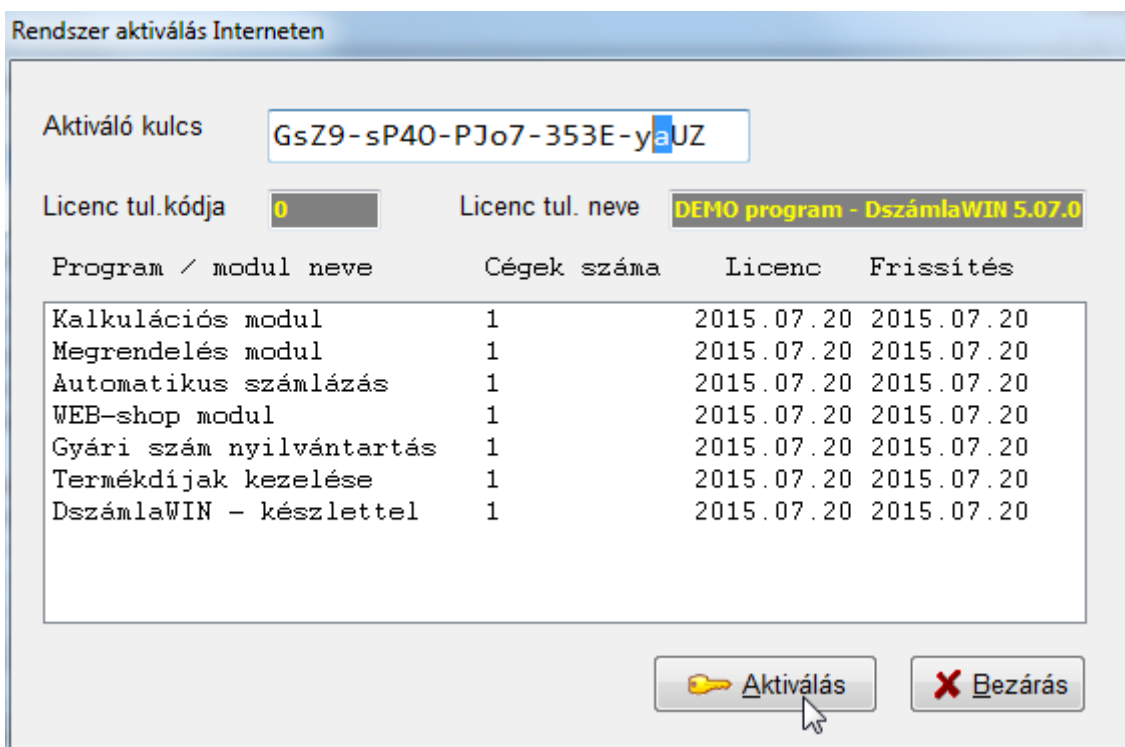 Rendszer aktiválás Interneten
Aktiváló kulcs GsZ9-sP4O-PJo7-353E-yaUZ
Licenc tul.kódja 0 Licenc tul. neve DEMO program - DszámlaWIN 5.07.0
Program / modul neve Cégek száma Licenc Frissítés
Kalkulációs modul 1 2015.07.20 2015.07.20
Megrendelés modul 1 2015.07.20 2015.07.20
Automatikus számlázás 1 2015.07.20 2015.07.20
WEB-shop modul 1 2015.07.20 2015.07.20
Gyári szám nyilvántartás 1 2015.07.20 2015.07.20
Termékdíjak kezelése 1 2015.07.20 2015.07.20
DszámlaWIN - készlettel 1 2015.07.20 2015.07.20
Aktiválás Bezárás